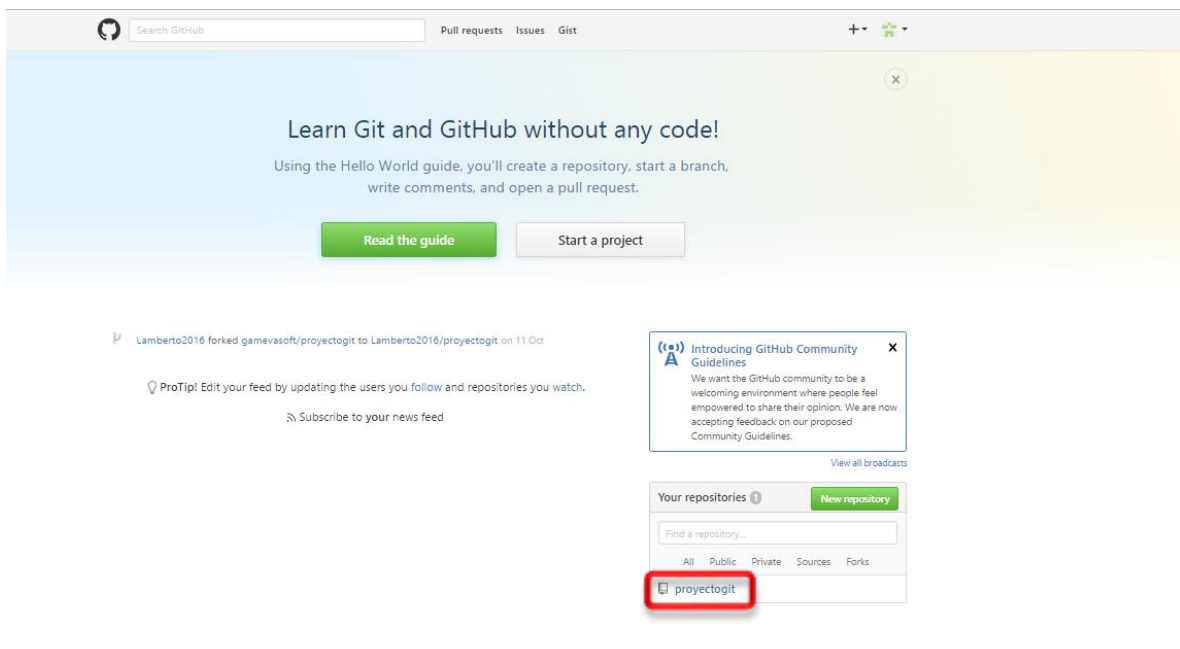 Search GitHub
Pull requests Issues Gist
Learn Git and GitHub without any code!
Using the Hello World guide, you'll create a repository, start a branch,
write comments, and open a pull request.
Read the guide
Start a project
Lamberto2016 forked gamevasoft/proyectogit to Lamberto2016/proyectogit on 11 Oct
ProTip! Edit your feed by updating the users you follow and repositories you watch.
Subscribe to your news feed
Introducing GitHub Community
Guidelines
We want the GitHub community to be a
welcoming environment where people feel
empowered to share their opinion. We are now
accepting feedback on our proposed
Community Guidelines.
View all broadcasts
Your repositories 1
New repository
Find a repository...
All Public Private Sources Forks
proyectogit